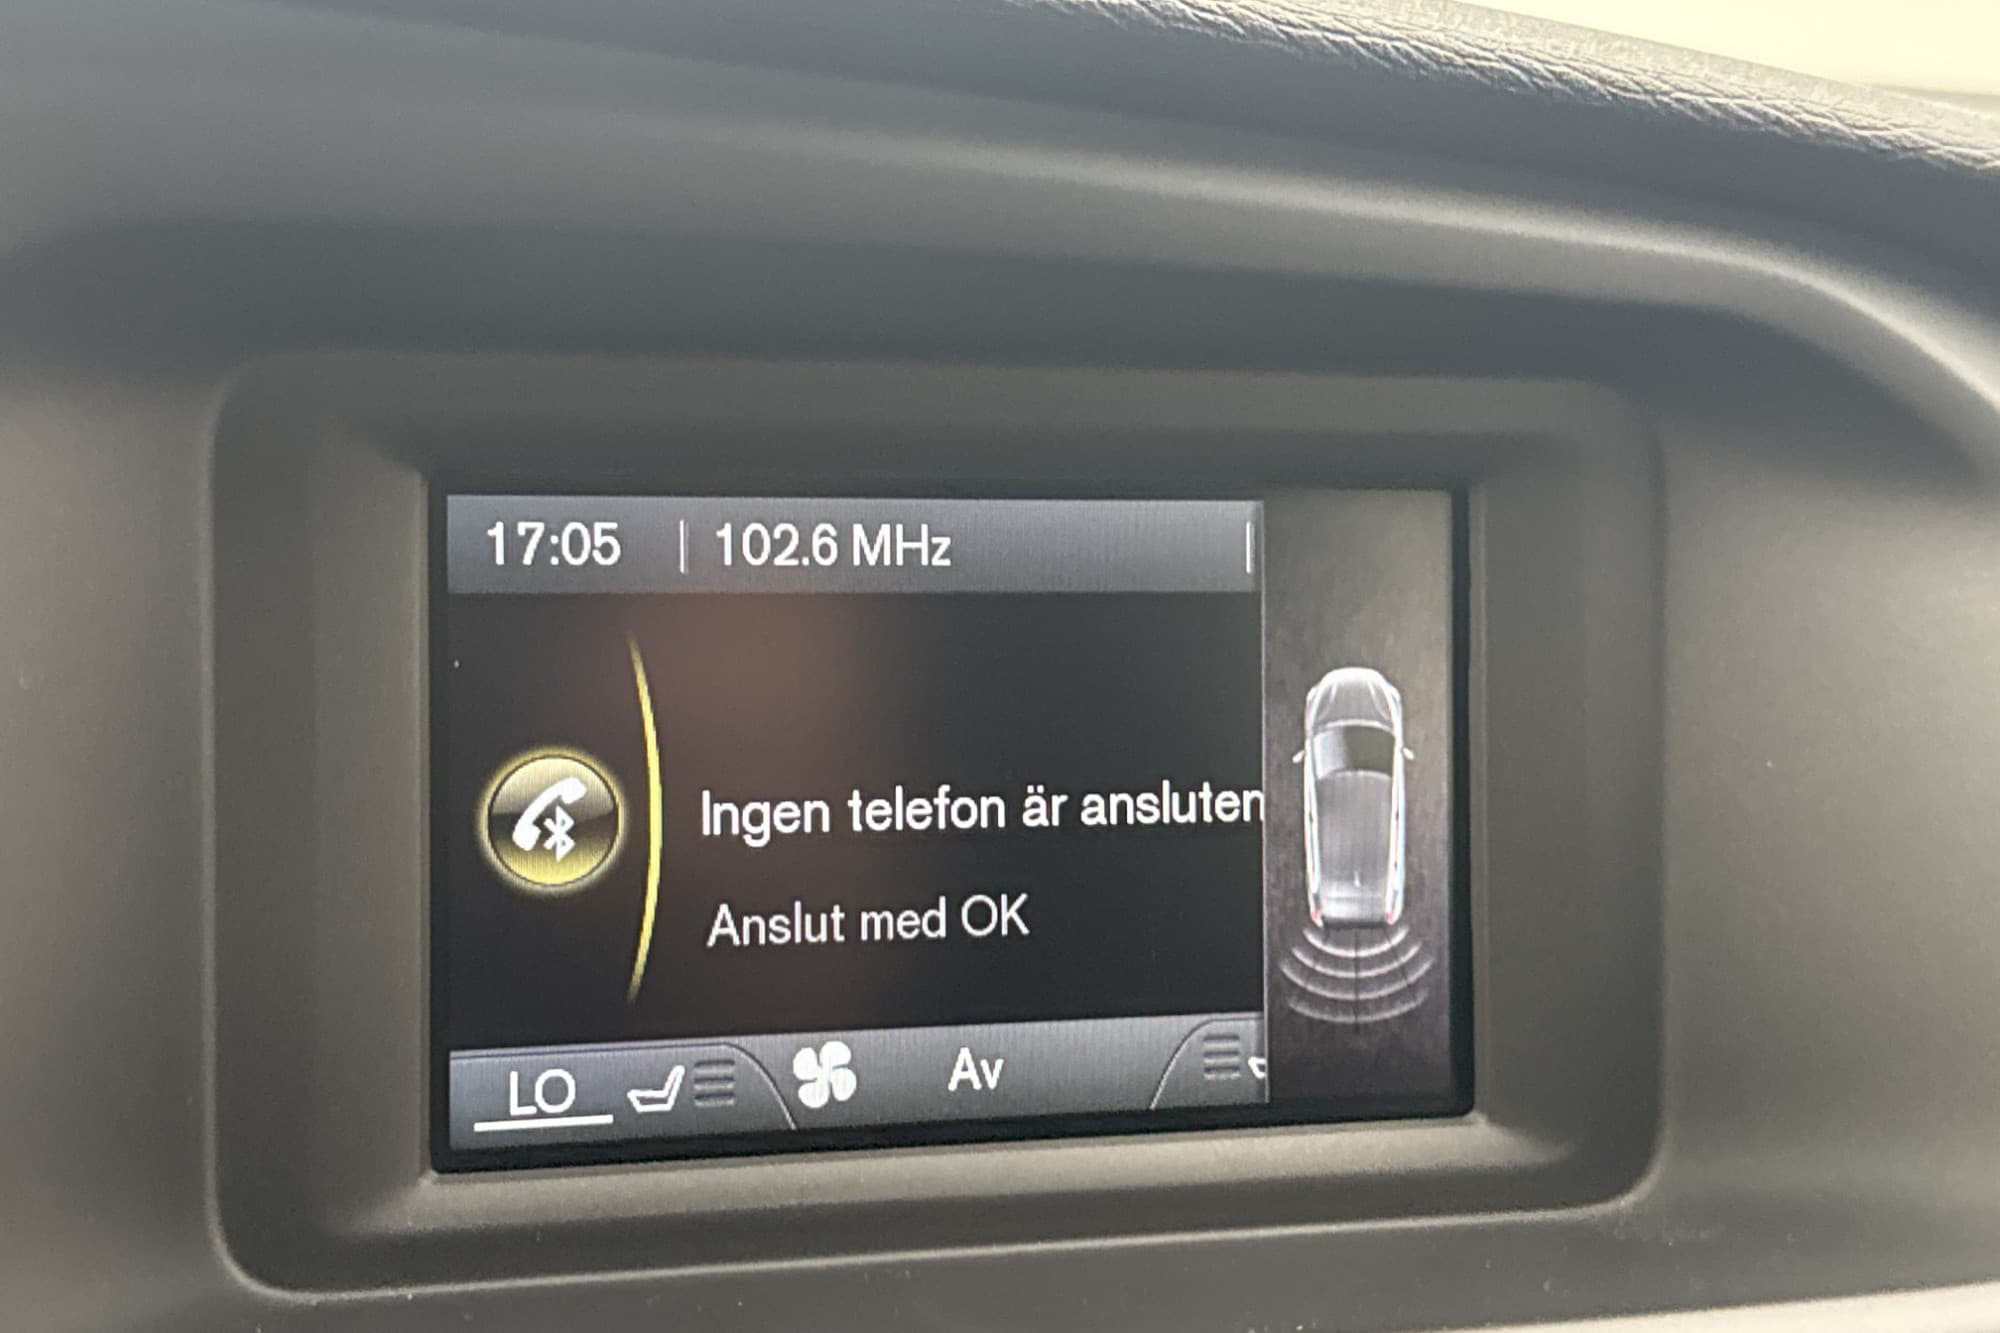 17:05 | 102.6 MHz
Ingen telefon är ansluten
Anslut med OK
LO Av